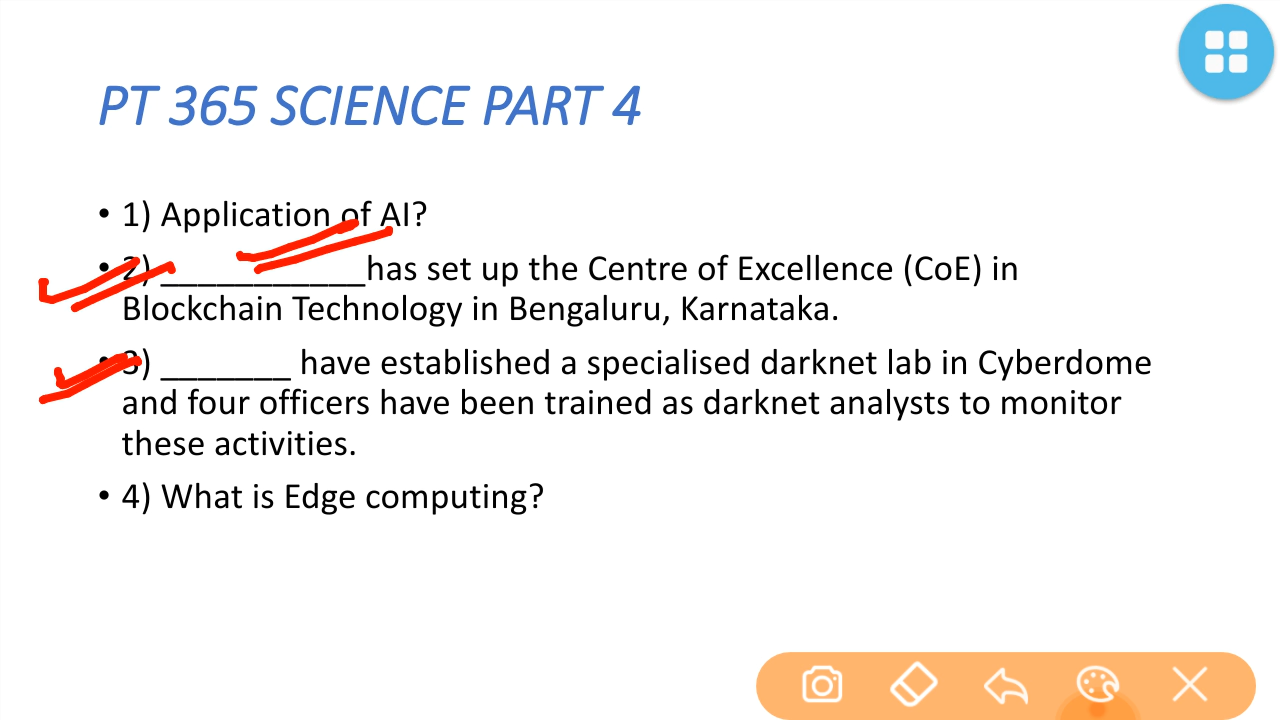 PT 365 SCIENCE PART 4
• 1) Application of AI?
• 2) ___________has set up the Centre of Excellence (CoE) in
Blockchain Technology in Bengaluru, Karnataka.
• 3) _______ have established a specialised darknet lab in Cyberdome
and four officers have been trained as darknet analysts to monitor
these activities.
• 4) What is Edge computing?